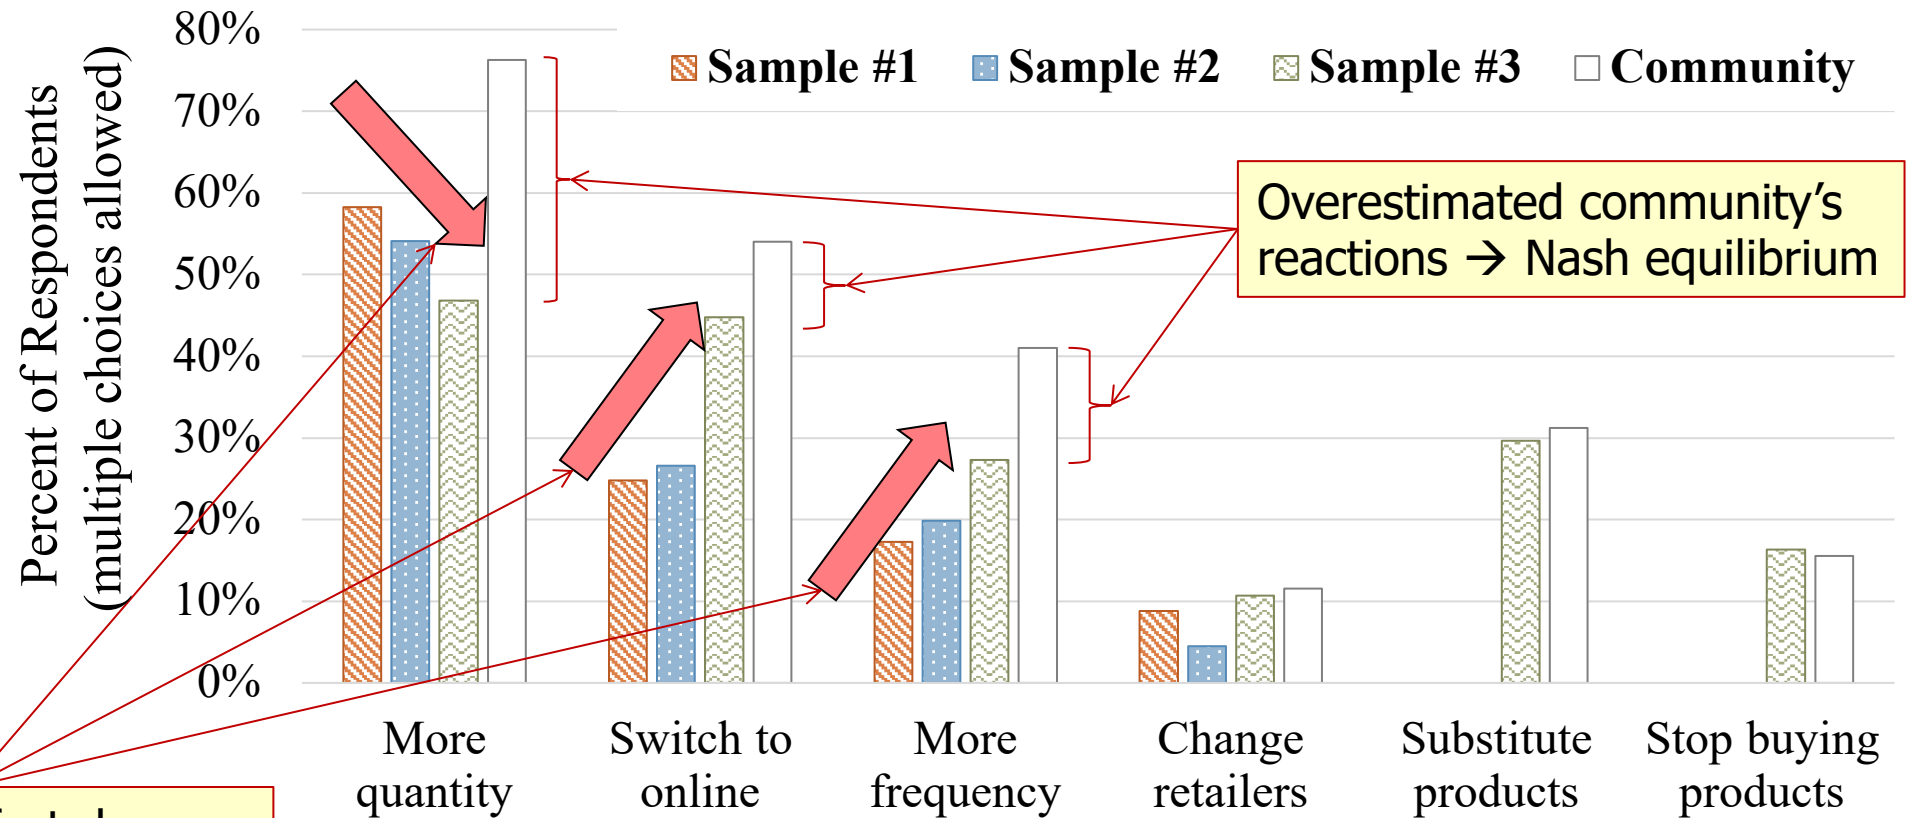 Percent of Respondents
(multiple choices allowed)
80%
70%
60%
50%
40%
30%
20%
10%
0%
Sample #1
Sample #2
Sample #3
Community
Overestimated community’s
reactions → Nash equilibrium
More
quantity
Switch to
online
More
frequency
Change
retailers
Substitute
products
Stop buying
products